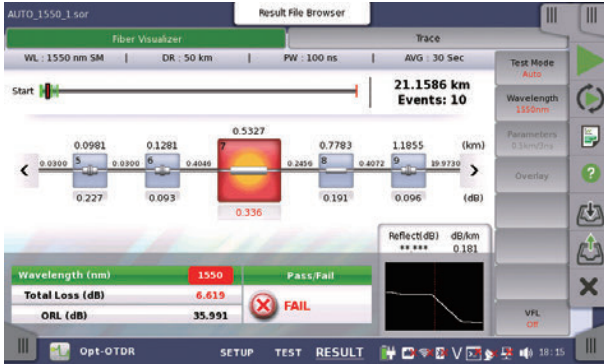 AUTO_1550_1.sor
Result File Browser
Fiber Visualizer
Trace
WL : 1550 nm SM | DR : 50 km | PW : 100 ns | AVG : 30 Sec
Start
21.1586 km
Events: 10
0.0981 0.1281 0.5327 0.7783 1.1855 (km)
5 6 7 8 9
0.0300 0.0300 0.4046 0.2456 0.4072 19.9730
0.227 0.093 0.336 0.191 0.096 (dB)
Reflect(dB) dB/km
**.*** 0.181
Wavelength (nm) 1550 Pass/Fail
Total Loss (dB) 6.619
FAIL
ORL (dB) 35.991
Test Mode
Auto
Wavelength
1550nm
Parameters
0.3km/3ns
Overlay
VFL
Off
Opt-OTDR
SETUP TEST RESULT
V
18:15